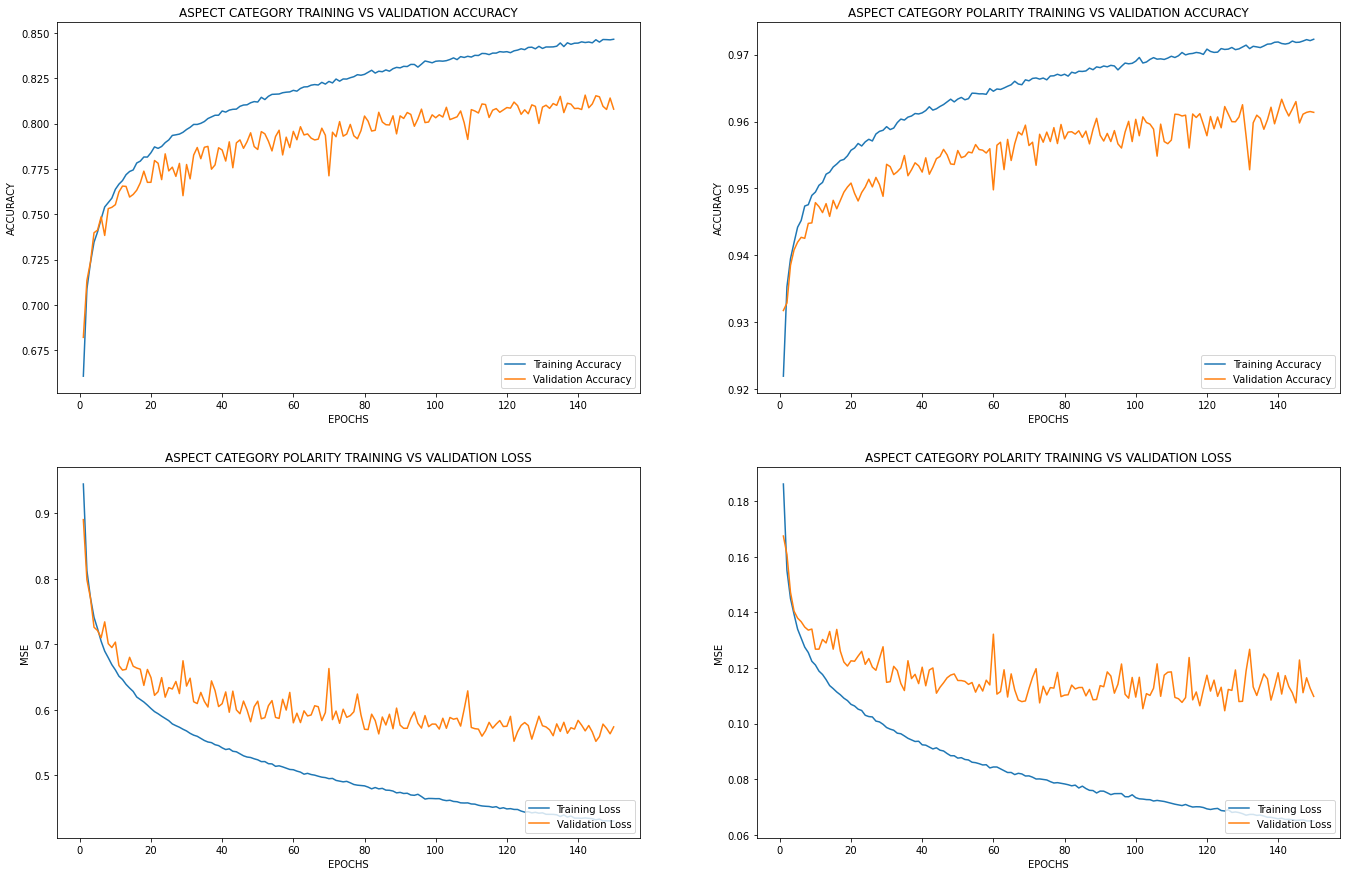 ASPECT CATEGORY TRAINING VS VALIDATION ACCURACY
0.850
0.825
0.800
0.775
0.750
0.725
0.700
0.675
ACCURACY
Training Accuracy
Validation Accuracy
0 20 40 60 80 100 120 140
EPOCHS
ASPECT CATEGORY POLARITY TRAINING VS VALIDATION ACCURACY
0.97
0.96
0.95
0.94
0.93
0.92
ACCURACY
Training Accuracy
Validation Accuracy
0 20 40 60 80 100 120 140
EPOCHS
ASPECT CATEGORY POLARITY TRAINING VS VALIDATION LOSS
0.9
0.8
0.7
0.6
0.5
MSE
Training Loss
Validation Loss
0 20 40 60 80 100 120 140
EPOCHS
ASPECT CATEGORY POLARITY TRAINING VS VALIDATION LOSS
0.18
0.16
0.14
0.12
0.10
0.08
0.06
MSE
Training Loss
Validation Loss
0 20 40 60 80 100 120 140
EPOCHS